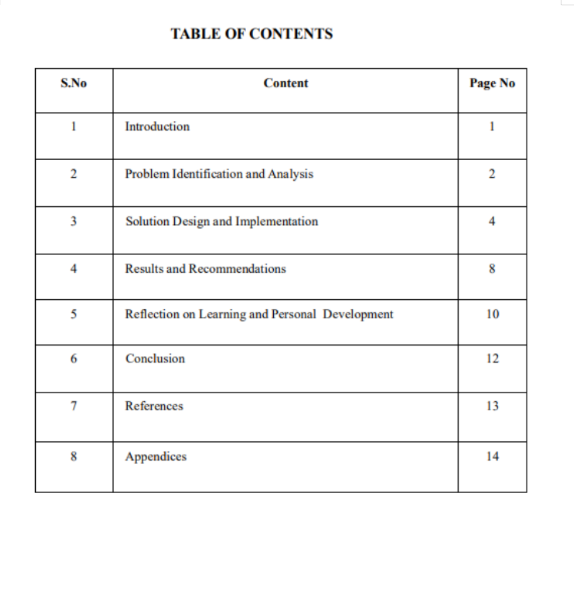 TABLE OF CONTENTS
S.No Content Page No
1 Introduction 1
2 Problem Identification and Analysis 2
3 Solution Design and Implementation 4
4 Results and Recommendations 8
5 Reflection on Learning and Personal Development 10
6 Conclusion 12
7 References 13
8 Appendices 14